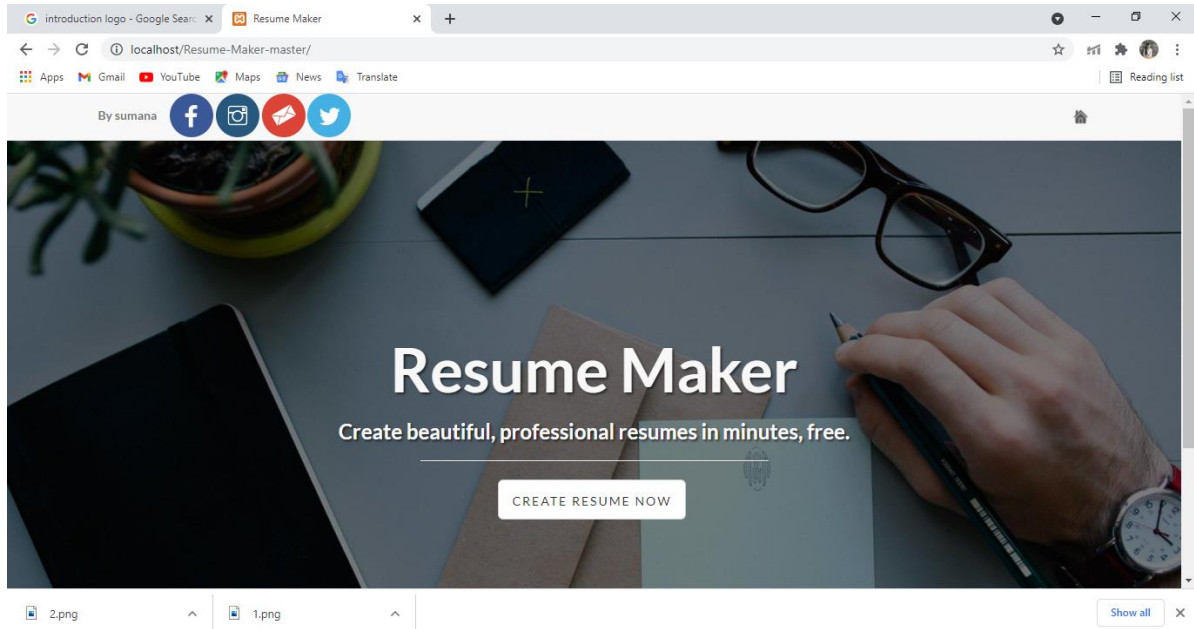 introduction logo - Google Searc
Resume Maker
localhost/Resume-Maker-master/
Apps Gmail YouTube Maps News Translate Reading list
By sumana
Resume Maker
Create beautiful, professional resumes in minutes, free.
CREATE RESUME NOW
2.png 1.png Show all